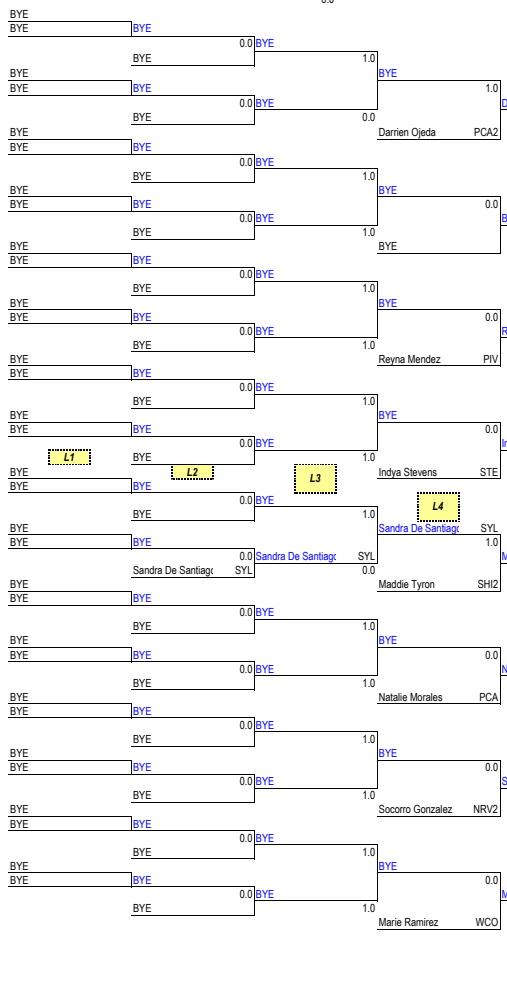 0.0
BYE
BYE BYE
0.0 BYE
BYE 1.0
BYE BYE
BYE BYE 1.0
0.0 BYE D
BYE 0.0
BYE Darrien Ojeda PCA2
BYE BYE
0.0 BYE
BYE 1.0
BYE BYE
BYE BYE 0.0
0.0 BYE B
BYE 1.0
BYE BYE
BYE BYE
0.0 BYE
BYE 1.0
BYE BYE
BYE BYE 0.0
0.0 BYE R
BYE 1.0
BYE Reyna Mendez PIV
BYE BYE
0.0 BYE
BYE 1.0
BYE BYE
BYE BYE 0.0
0.0 BYE In
L1 BYE 1.0
BYE L2 L3 Indya Stevens STE
BYE BYE
0.0 BYE L4
BYE 1.0
BYE Sandra De Santiago SYL
BYE BYE 1.0
0.0 Sandra De Santiago SYL M
Sandra De Santiago SYL 0.0
BYE Maddie Tyron SHI2
BYE BYE
0.0 BYE
BYE 1.0
BYE BYE
BYE BYE 0.0
0.0 BYE N
BYE 1.0
BYE Natalie Morales PCA
BYE BYE
0.0 BYE
BYE 1.0
BYE BYE
BYE BYE 0.0
0.0 BYE S
BYE 1.0
BYE Socorro Gonzalez NRV2
BYE BYE
0.0 BYE
BYE 1.0
BYE BYE
BYE BYE 0.0
0.0 BYE M
BYE 1.0
Marie Ramirez WCO